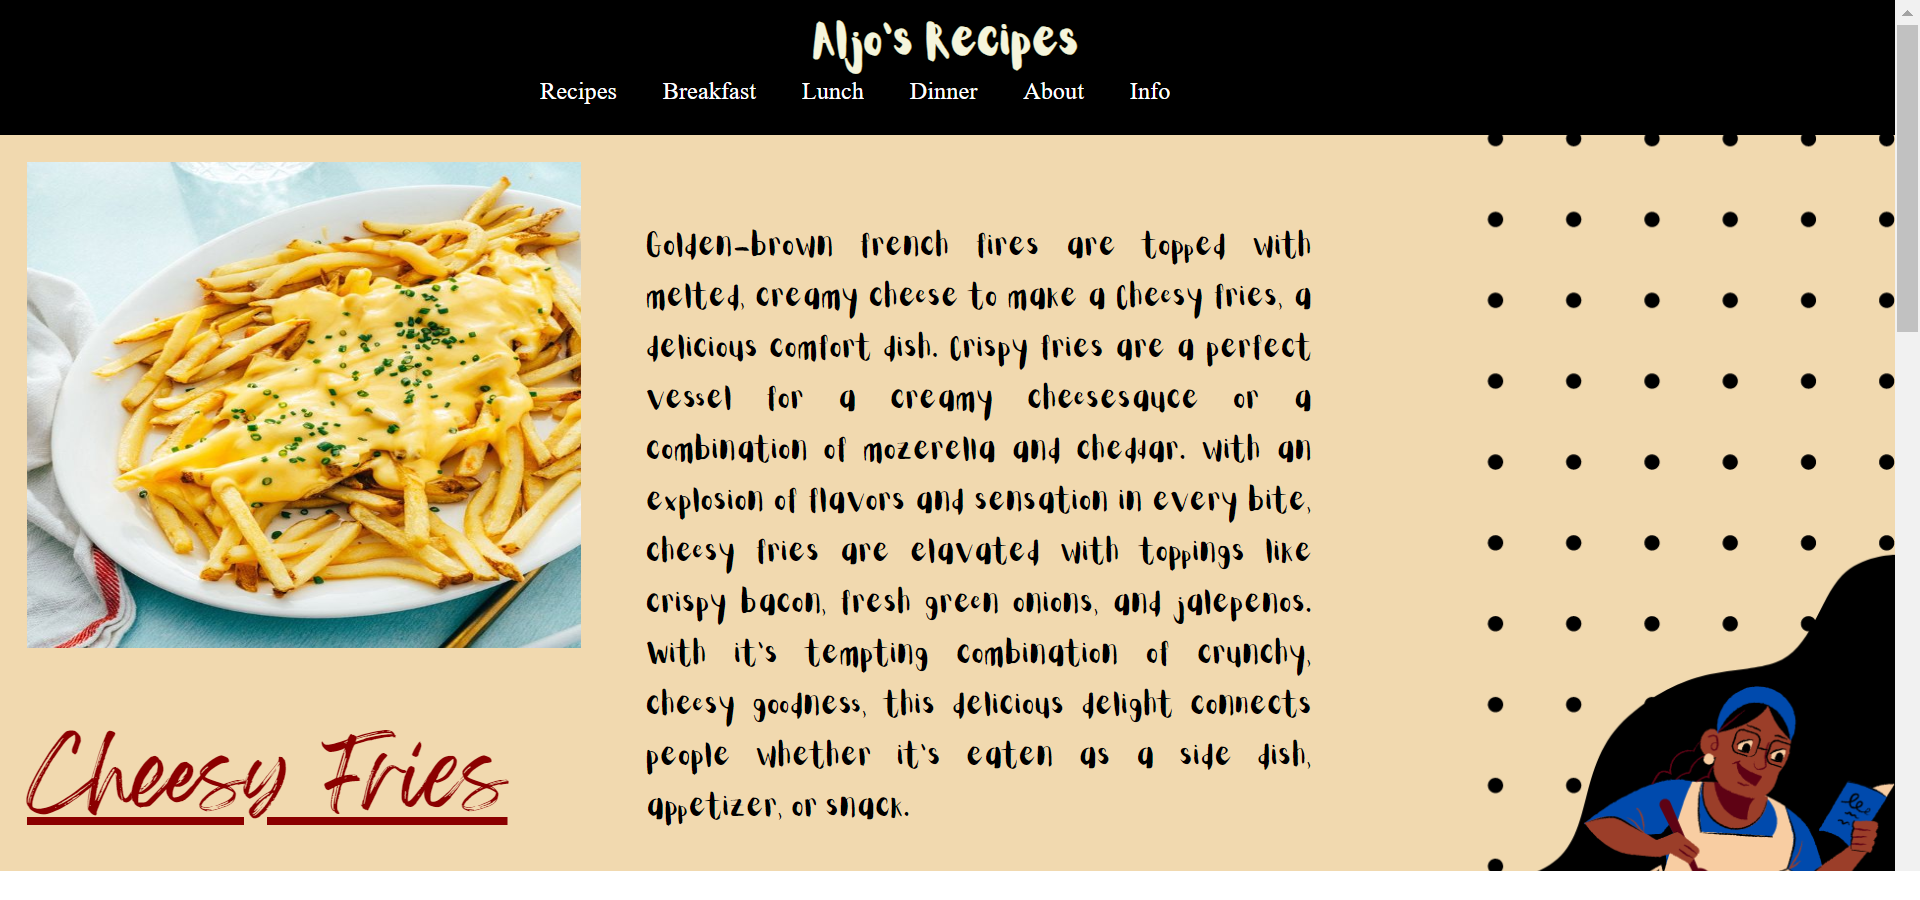 Aljo's Recipes
Recipes Breakfast Lunch Dinner About Info
Golden-brown french fires are topped with
melted, creamy cheese to make a Cheesy fries, a
delicious comfort dish. Crispy fries are a perfect
vessel for a creamy cheesesauce or a
combination of mozerella and cheddar. with an
explosion of flavors and sensation in every bite,
cheesy fries are elavated with toppings like
crispy bacon, fresh green onions, and jalepenos.
With it's tempting combination of crunchy,
cheesy goodness, this delicious delight connects
people whether it's eaten as a side dish,
appetizer, or snack.
Cheesy Fries